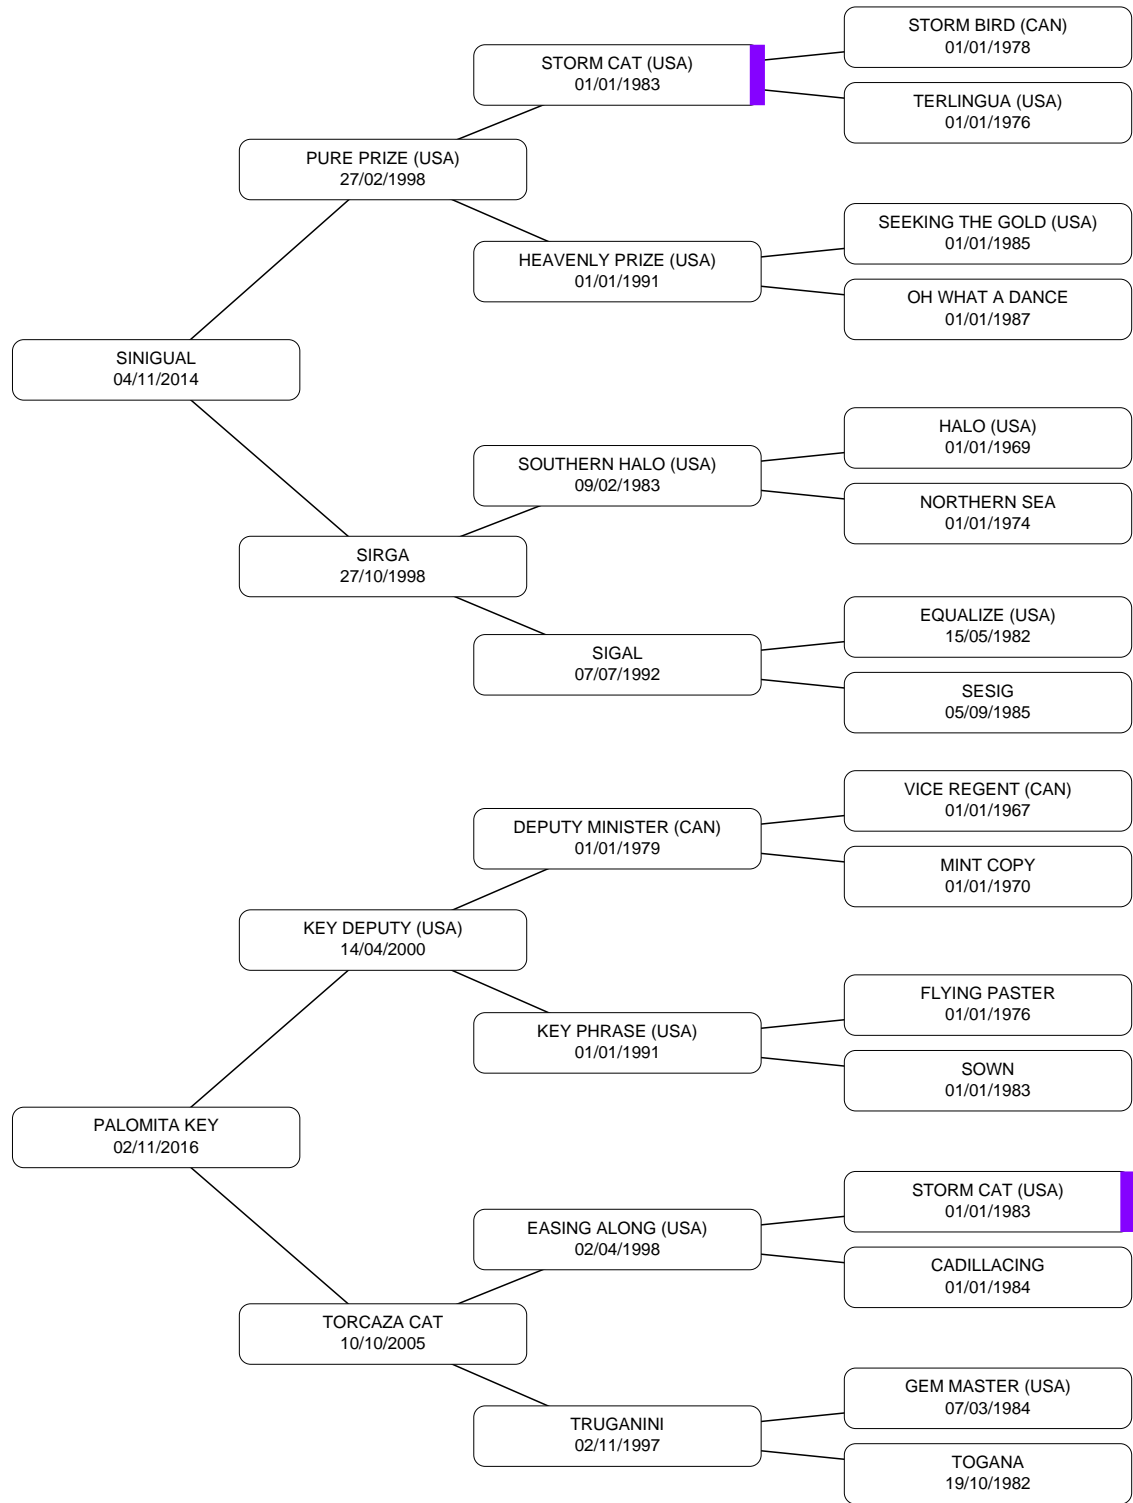 STORM BIRD (CAN)
01/01/1978
STORM CAT (USA)
01/01/1983
TERLINGUA (USA)
01/01/1976
PURE PRIZE (USA)
27/02/1998
SEEKING THE GOLD (USA)
01/01/1985
HEAVENLY PRIZE (USA)
01/01/1991
OH WHAT A DANCE
01/01/1987
SINIGUAL
04/11/2014
HALO (USA)
01/01/1969
SOUTHERN HALO (USA)
09/02/1983
NORTHERN SEA
01/01/1974
SIRGA
27/10/1998
EQUALIZE (USA)
15/05/1982
SIGAL
07/07/1992
SESIG
05/09/1985
VICE REGENT (CAN)
01/01/1967
DEPUTY MINISTER (CAN)
01/01/1979
MINT COPY
01/01/1970
KEY DEPUTY (USA)
14/04/2000
FLYING PASTER
01/01/1976
KEY PHRASE (USA)
01/01/1991
SOWN
01/01/1983
PALOMITA KEY
02/11/2016
STORM CAT (USA)
01/01/1983
EASING ALONG (USA)
02/04/1998
CADILLACING
01/01/1984
TORCAZA CAT
10/10/2005
GEM MASTER (USA)
07/03/1984
TRUGANINI
02/11/1997
TOGANA
19/10/1982